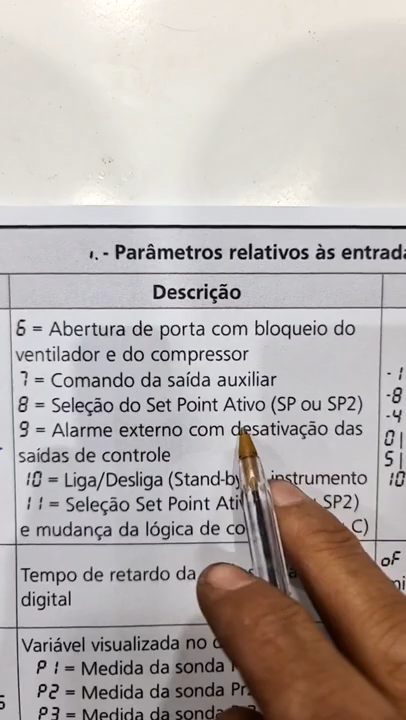 . - Parâmetros relativos às entrada
Descrição
6 = Abertura de porta com bloqueio do
ventilador e do compressor
7 = Comando da saída auxiliar
8 = Seleção do Set Point Ativo (SP ou SP2)
9 = Alarme externo com desativação das
saídas de controle
10 = Liga/Desliga (Stand-by instrumento
11 = Seleção Set Point Ati SP2)
e mudança da lógica de co C)
Tempo de retardo da
digital
Variável visualizada no
P1 = Medida da sonda
P2 = Medida da sonda Pr
P3 = Medida da sonda
-1
-8
-4
0|
5|
10
oF